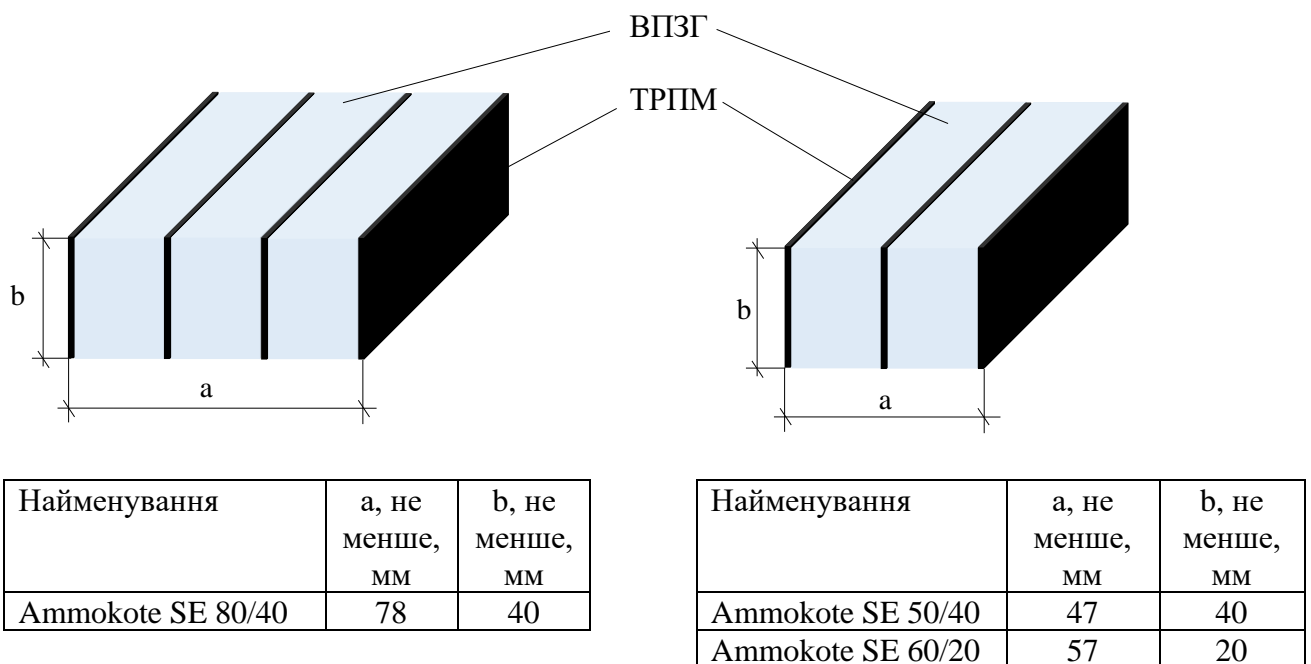 ВПЗГ
ТРПМ
b
a
b
a
Найменування a, не менше, мм b, не менше, мм
Ammokote SE 80/40 78 40
Найменування a, не менше, мм b, не менше, мм
Ammokote SE 50/40 47 40
Ammokote SE 60/20 57 20